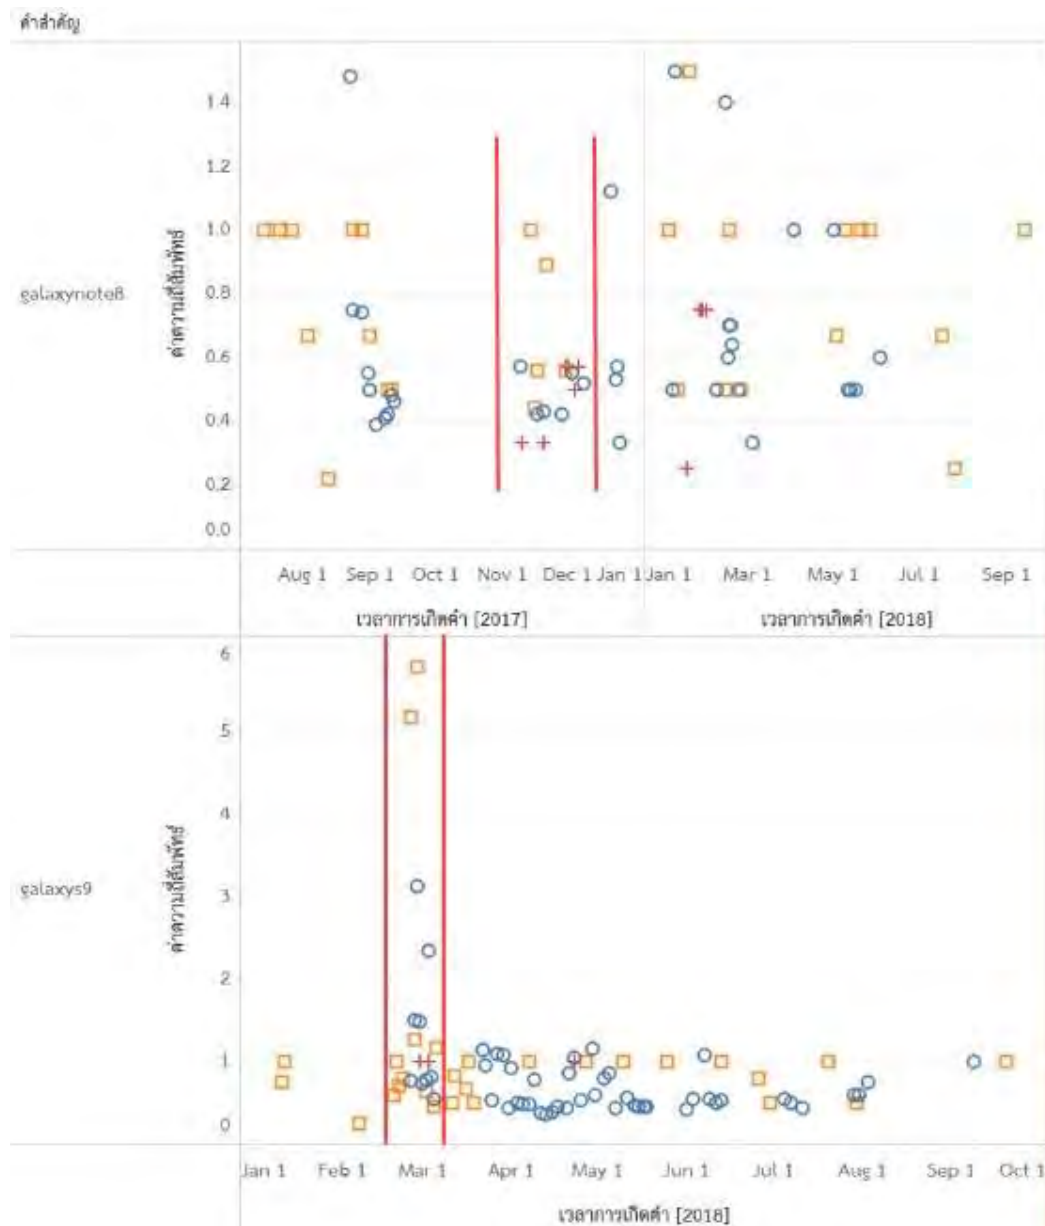 คำสำคัญ
1.4
1.2
1.0
0.8
0.6
0.4
0.2
0.0
ค่าความถี่สัมพัทธ์
galaxynote8
Aug 1 Sep 1 Oct 1 Nov 1 Dec 1 Jan 1 Jan 1 Mar 1 May 1 Jul 1 Sep 1
เวลาการเกิดคำ [2017] เวลาการเกิดคำ [2018]
6
5
4
3
2
1
0
ค่าความถี่สัมพัทธ์
galaxys9
Jan 1 Feb 1 Mar 1 Apr 1 May 1 Jun 1 Jul 1 Aug 1 Sep 1 Oct 1
เวลาการเกิดคำ [2018]